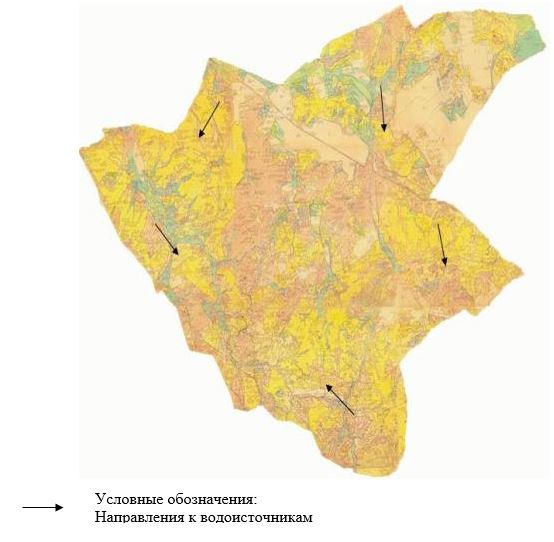 Условные обозначения:
Направления к водоисточникам